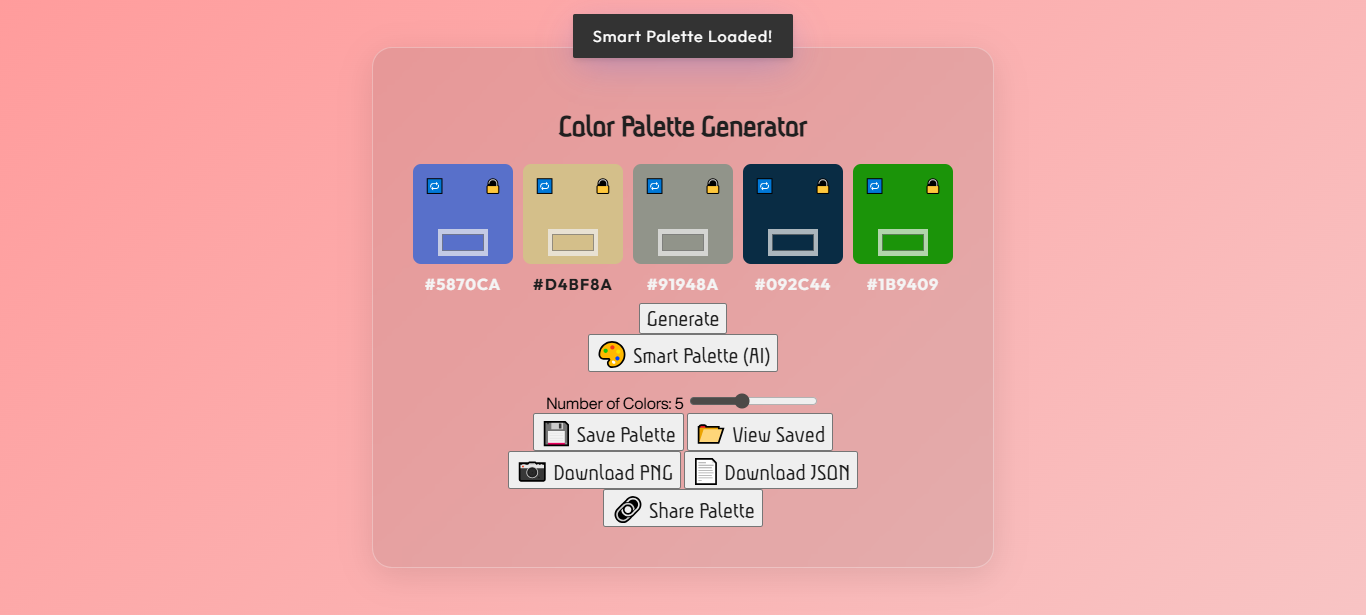 Smart Palette Loaded!
Color Palette Generator
#5870CA #D4BF8A #91948A #092C44 #1B9409
Generate
Smart Palette (AI)
Number of Colors: 5
Save Palette View Saved
Download PNG Download JSON
Share Palette